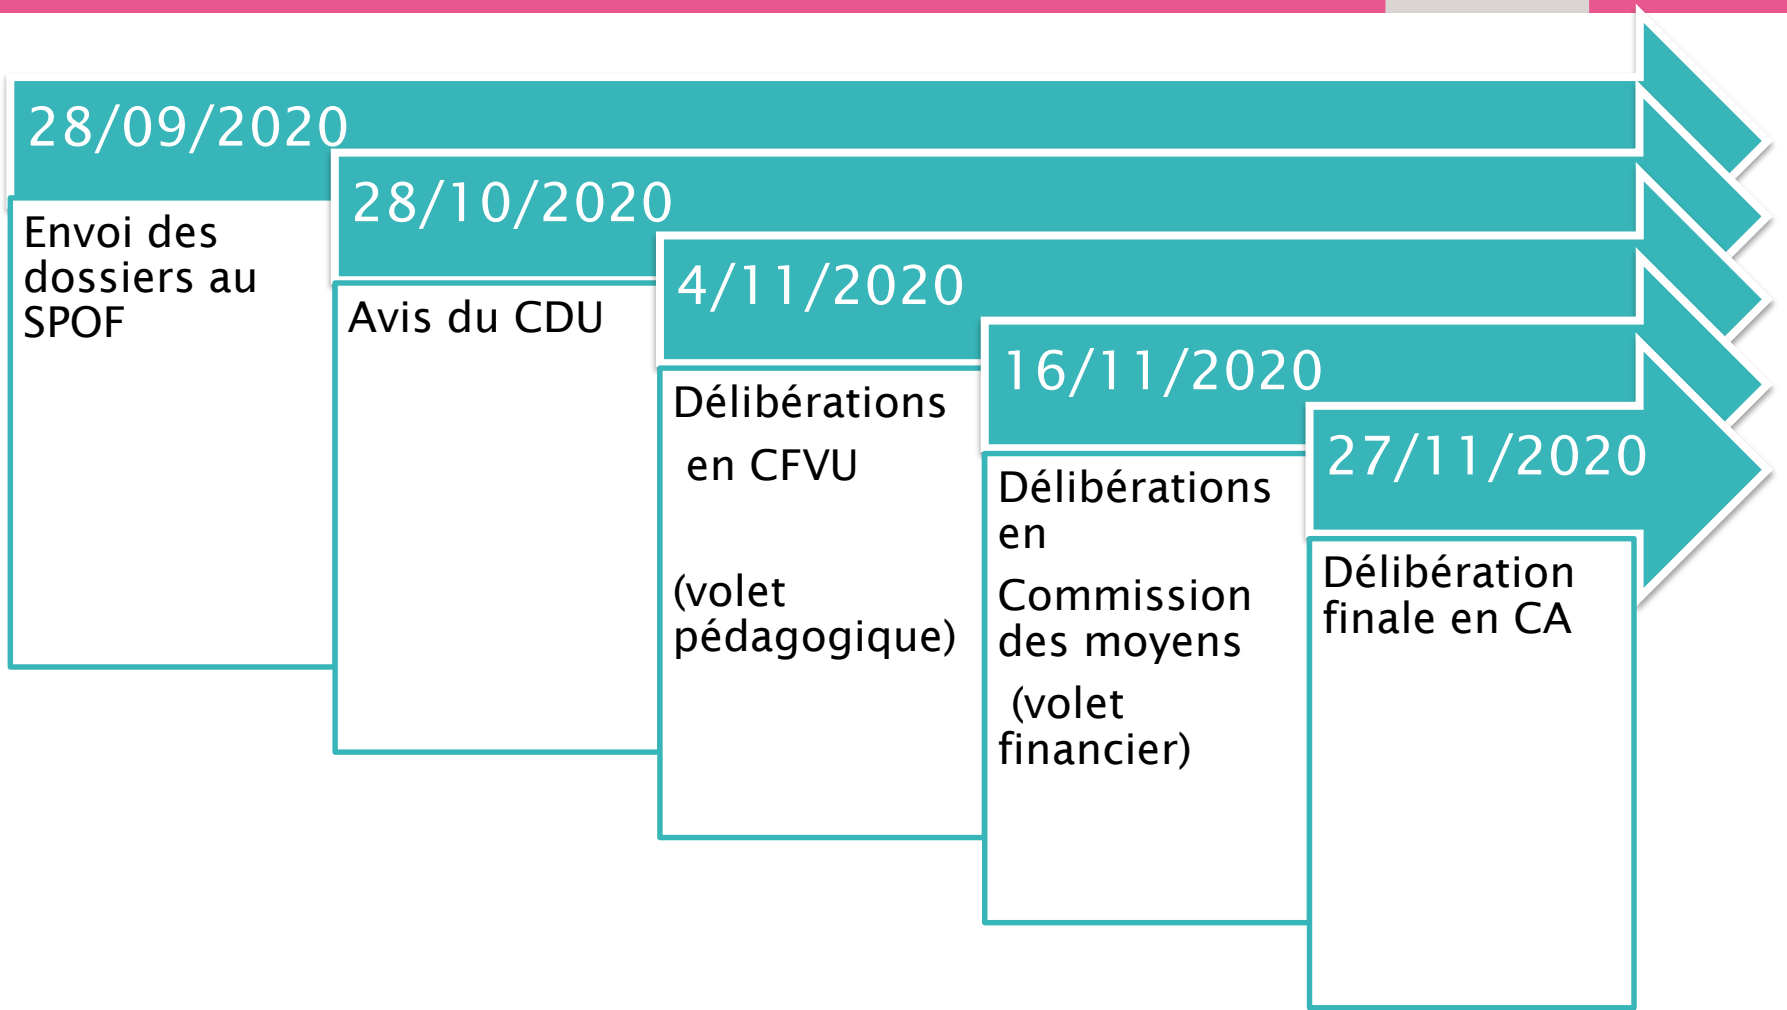 28/09/2020
Envoi des
dossiers au
SPOF
28/10/2020
Avis du CDU
4/11/2020
Délibérations
en CFVU
(volet
pédagogique)
16/11/2020
Délibérations
en
Commission
des moyens
(volet
financier)
27/11/2020
Délibération
finale en CA